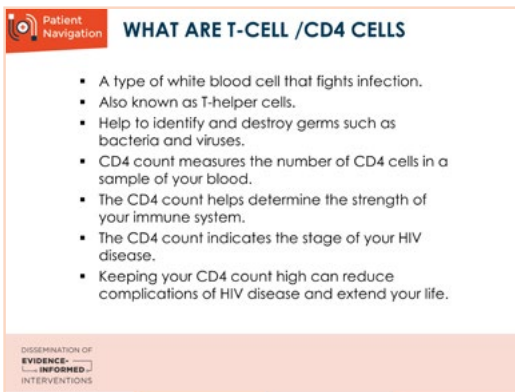 Patient
Navigation
WHAT ARE T-CELL /CD4 CELLS
▪ A type of white blood cell that fights infection.
▪ Also known as T-helper cells.
▪ Help to identify and destroy germs such as
bacteria and viruses.
▪ CD4 count measures the number of CD4 cells in a
sample of your blood.
▪ The CD4 count helps determine the strength of
your immune system.
▪ The CD4 count indicates the stage of your HIV
disease.
▪ Keeping your CD4 count high can reduce
complications of HIV disease and extend your life.
DISSEMINATION OF
EVIDENCE-
INFORMED
INTERVENTIONS